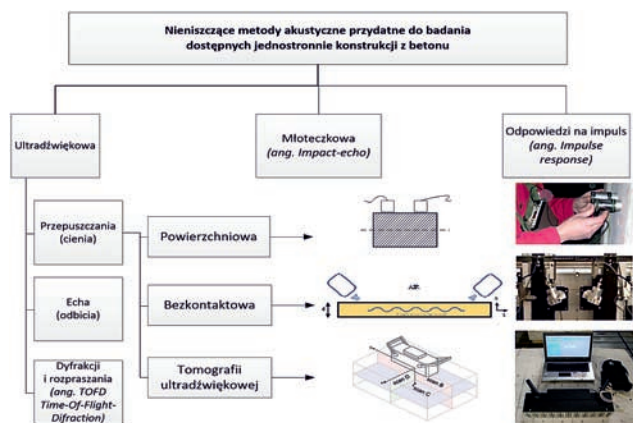 Nieniszczące metody akustyczne przydatne do badania
dostępnych jednostronnie konstrukcji z betonu
Ultradźwiękowa
Młoteczkowa
(ang. Impact-echo)
Odpowiedzi na impuls
(ang. Impulse
response)
Przepuszczania
(cienia)
Powierzchniowa
Echa
(odbicia)
Bezkontaktowa
AIR
Dyfrakcji
i rozpraszania
(ang. TOFD
Time-Of-Flight-
Difraction)
Tomografii
ultradźwiękowej